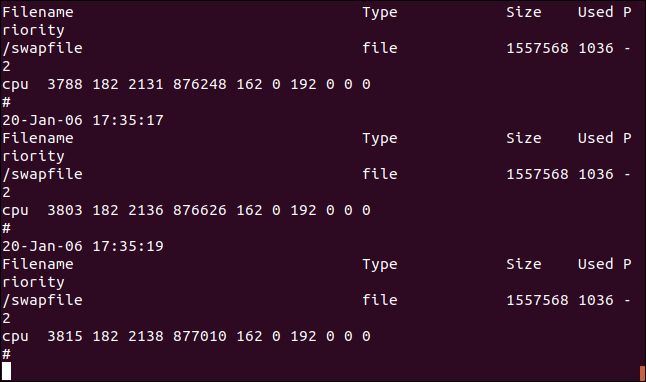 Filename                                Type            Size    Used P
riority
/swapfile                               file            1557568 1036 -
2
cpu  3788 182 2131 876248 162 0 192 0 0 0
#
20-Jan-06 17:35:17
Filename                                Type            Size    Used P
riority
/swapfile                               file            1557568 1036 -
2
cpu  3803 182 2136 876626 162 0 192 0 0 0
#
20-Jan-06 17:35:19
Filename                                Type            Size    Used P
riority
/swapfile                               file            1557568 1036 -
2
cpu  3815 182 2138 877010 162 0 192 0 0 0
#